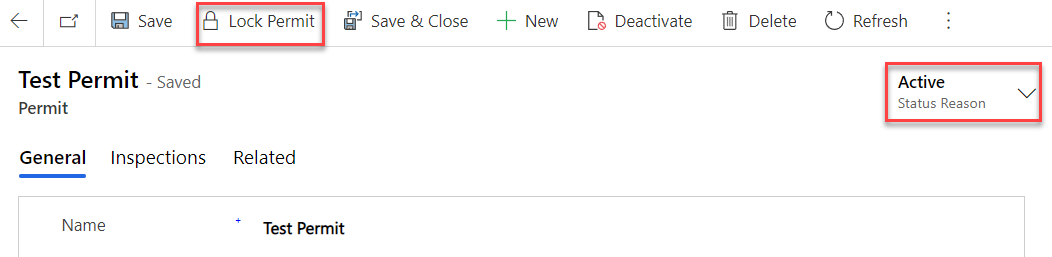 Save Lock Permit Save & Close New Deactivate Delete Refresh
Test Permit - Saved
Permit
Active
Status Reason
General Inspections Related
Name + Test Permit